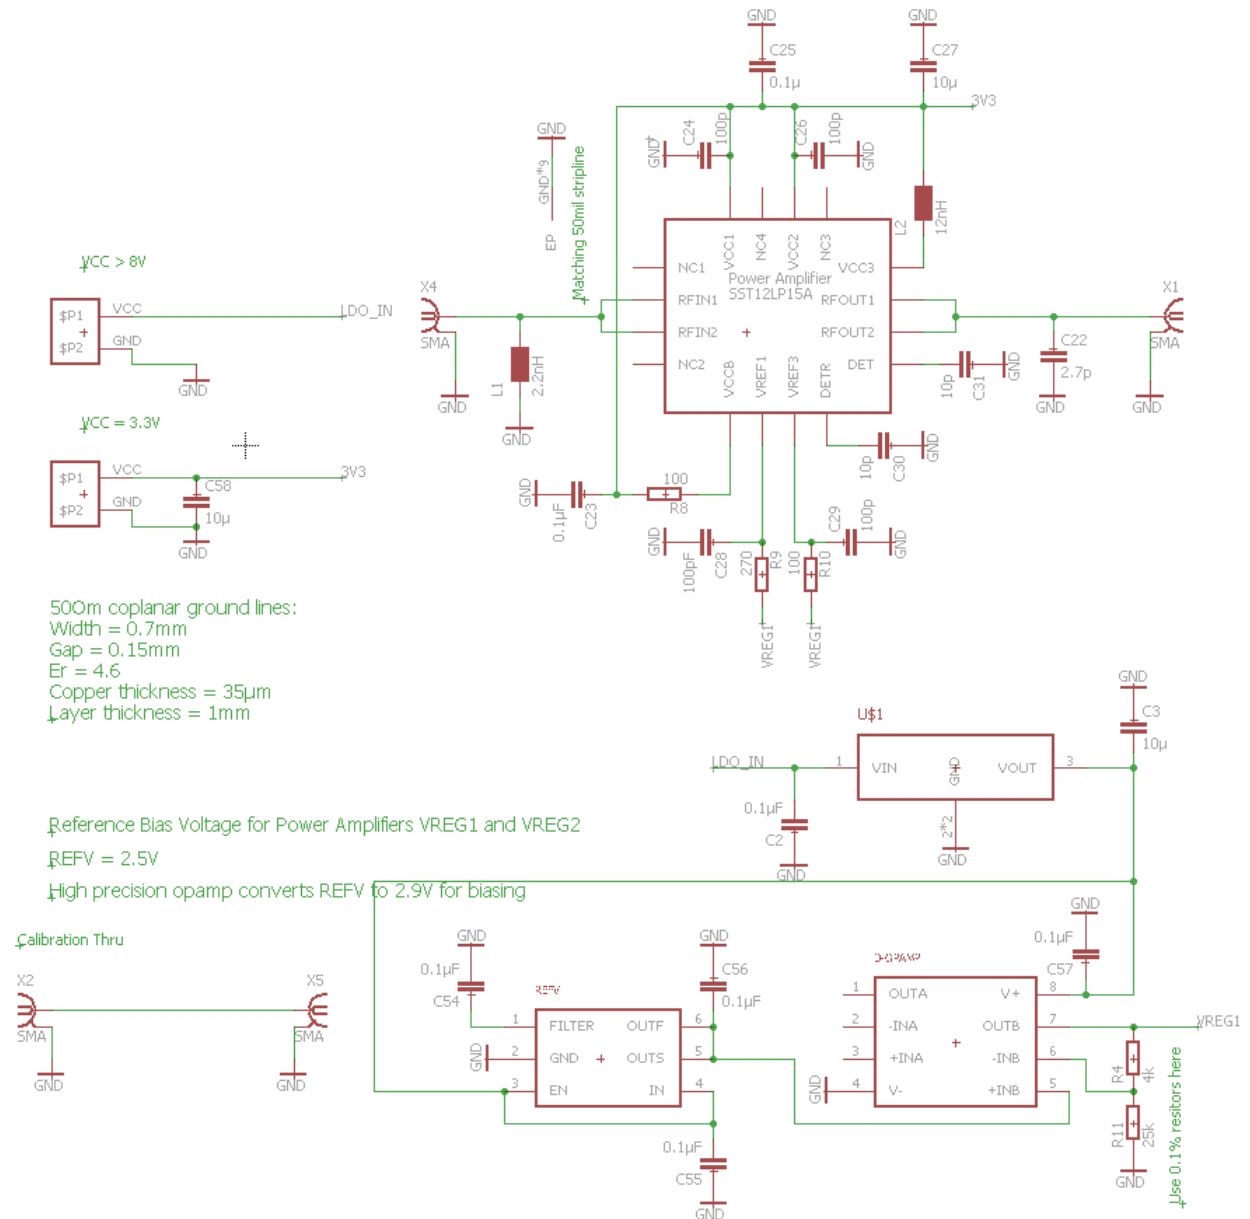 GND
GND
C25
0.1µ
C27
10µ
3V3
GND
C24
100p
GND
C26
100p
GND
GND*9
EP
Matching 50mil stripline
L2
12nH
VCC1
NC4
VCC2
NC3
NC1
VCC3
Power Amplifier
SST12LP15A
RFIN1
RFOUT1
RFIN2
RFOUT2
NC2
DET
VCCB
VREF1
VREF3
DETR
VCC > 8V
$P1
VCC
LDO_IN
$P2
GND
GND
X4
SMA
GND
L1
2.2nH
GND
X1
SMA
GND
C22
2.7p
GND
10p
C31
GND
10p
C30
GND
VCC = 3.3V
$P1
VCC
3V3
$P2
GND
C58
10µ
GND
GND
0.1µF
C23
100
R8
GND
100pF
C28
270
R9
100
R10
C29
100p
GND
VREG1
VREG1
50Om coplanar ground lines:
Width = 0.7mm
Gap = 0.15mm
Er = 4.6
Copper thickness = 35µm
Layer thickness = 1mm
GND
C3
10µ
U$1
LDO_IN
1
VIN
GND
VOUT
3
2*2
GND
0.1µF
C2
GND
Reference Bias Voltage for Power Amplifiers VREG1 and VREG2
REFV = 2.5V
High precision opamp converts REFV to 2.9V for biasing
Calibration Thru
X2
SMA
GND
X5
SMA
GND
GND
0.1µF
C54
GND
C56
0.1µF
REFV
1
FILTER
OUTF
6
GND
2
GND
OUTS
5
3
EN
IN
4
0.1µF
C55
GND
GND
0.1µF
C57
1
OUTA
V+
8
2
-INA
OUTB
7
VREG1
3
+INA
-INB
6
GND
4
V-
+INB
5
R4
4k
R11
25k
GND
Use 0.1% resitors here